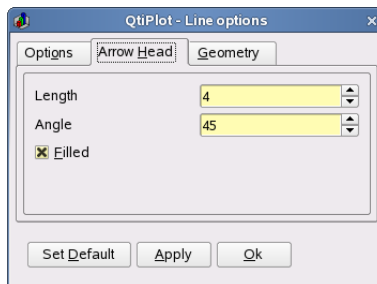 QtiPlot - Line options
Options Arrow Head Geometry
Length 4
Angle 45
Filled
Set Default Apply Ok